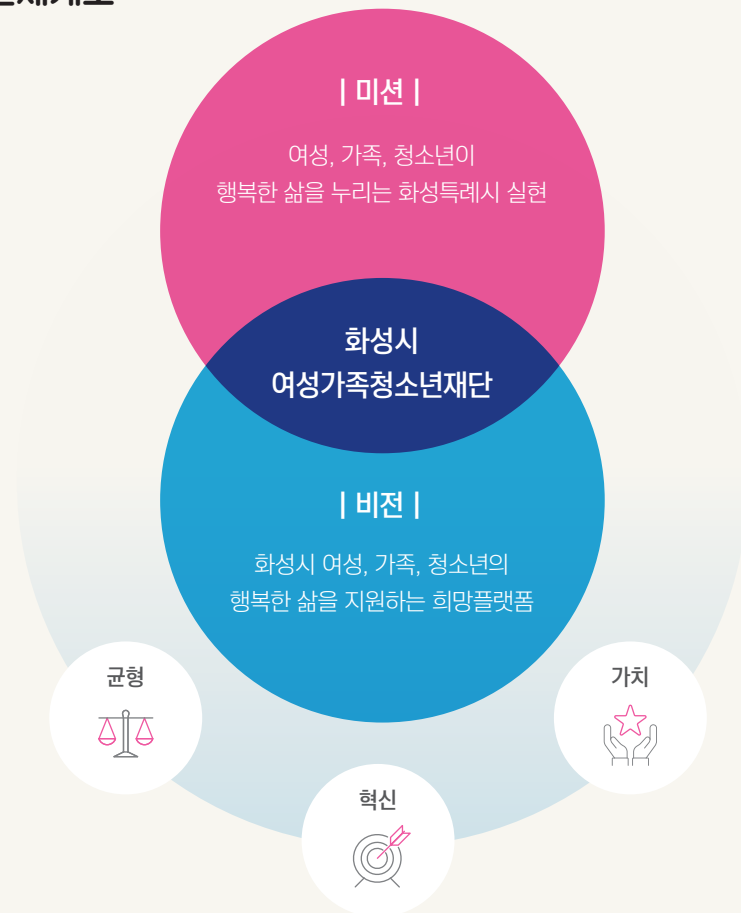 | 미션 |
여성, 가족, 청소년이
행복한 삶을 누리는 화성특례시 실현
화성시
여성가족청소년재단
| 비전 |
화성시 여성, 가족, 청소년의
행복한 삶을 지원하는 희망플랫폼
균형
가치
혁신